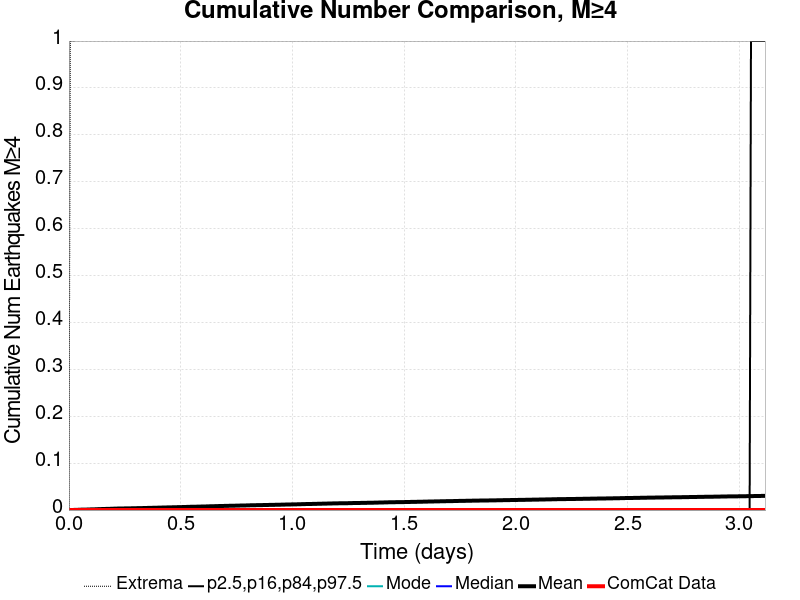 Cumulative Number Comparison, M≥4
Cumulative Num Earthquakes M≥4
1
0.9
0.8
0.7
0.6
0.5
0.4
0.3
0.2
0.1
0
0.0 0.5 1.0 1.5 2.0 2.5 3.0
Time (days)
Extrema p2.5,p16,p84,p97.5 Mode Median Mean ComCat Data